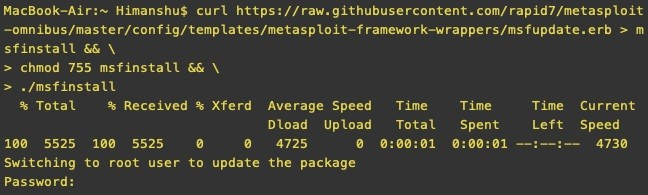 MacBook-Air:~ Himanshu$ curl https://raw.githubusercontent.com/rapid7/metasploit
-omnibus/master/config/templates/metasploit-framework-wrappers/msfupdate.erb > m
sfinstall && \
> chmod 755 msfinstall && \
> ./msfinstall
% Total % Received % Xferd Average Speed Time Time Time Current
Dload Upload Total Spent Left Speed
100 5525 100 5525 0 0 4725 0 0:00:01 0:00:01 --:--:-- 4730
Switching to root user to update the package
Password: